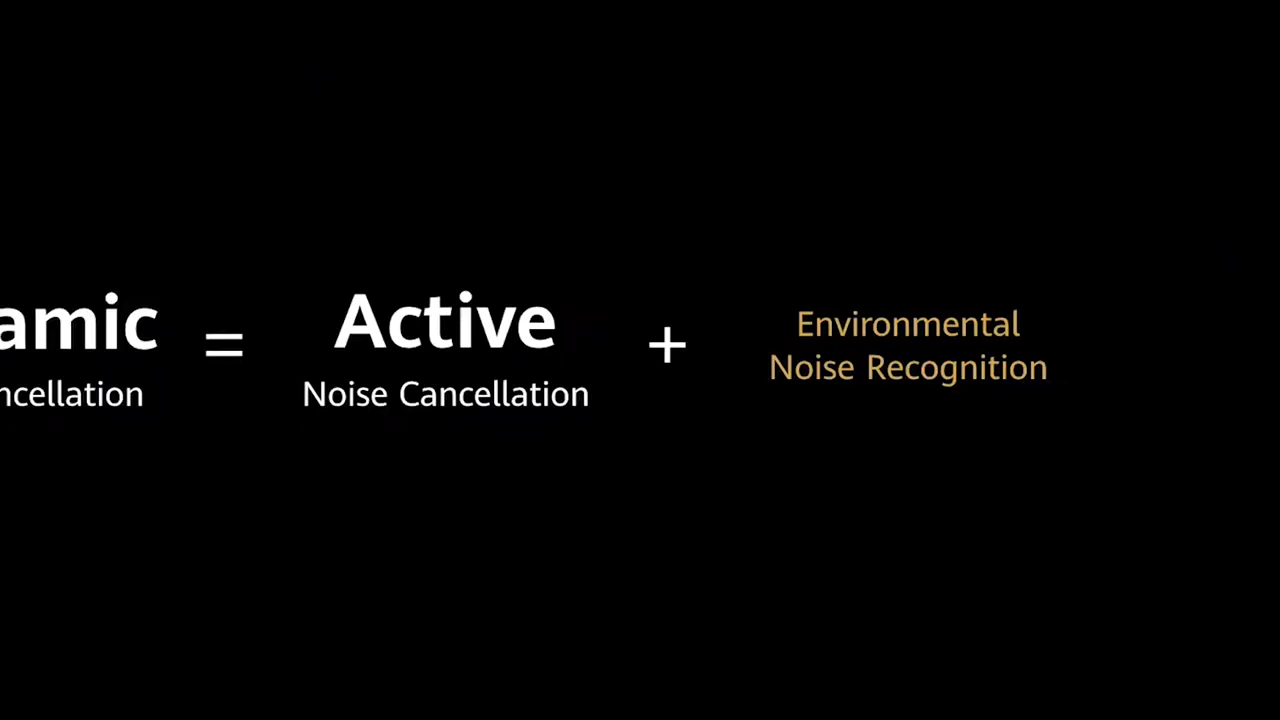 amic = Active +
ncellation Noise Cancellation
Environmental
Noise Recognition